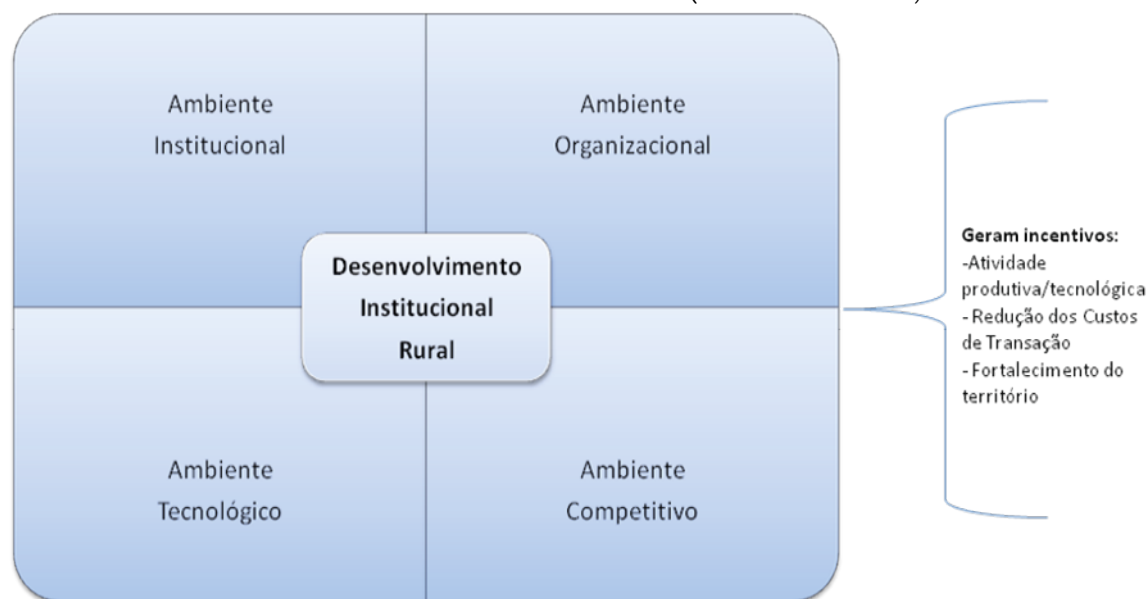 Ambiente
Institucional
Ambiente
Organizacional
Desenvolvimento
Institucional
Rural
Ambiente
Tecnológico
Ambiente
Competitivo
Geram incentivos:
-Atividade
produtiva/tecnológica
- Redução dos Custos
de Transação
- Fortalecimento do
território